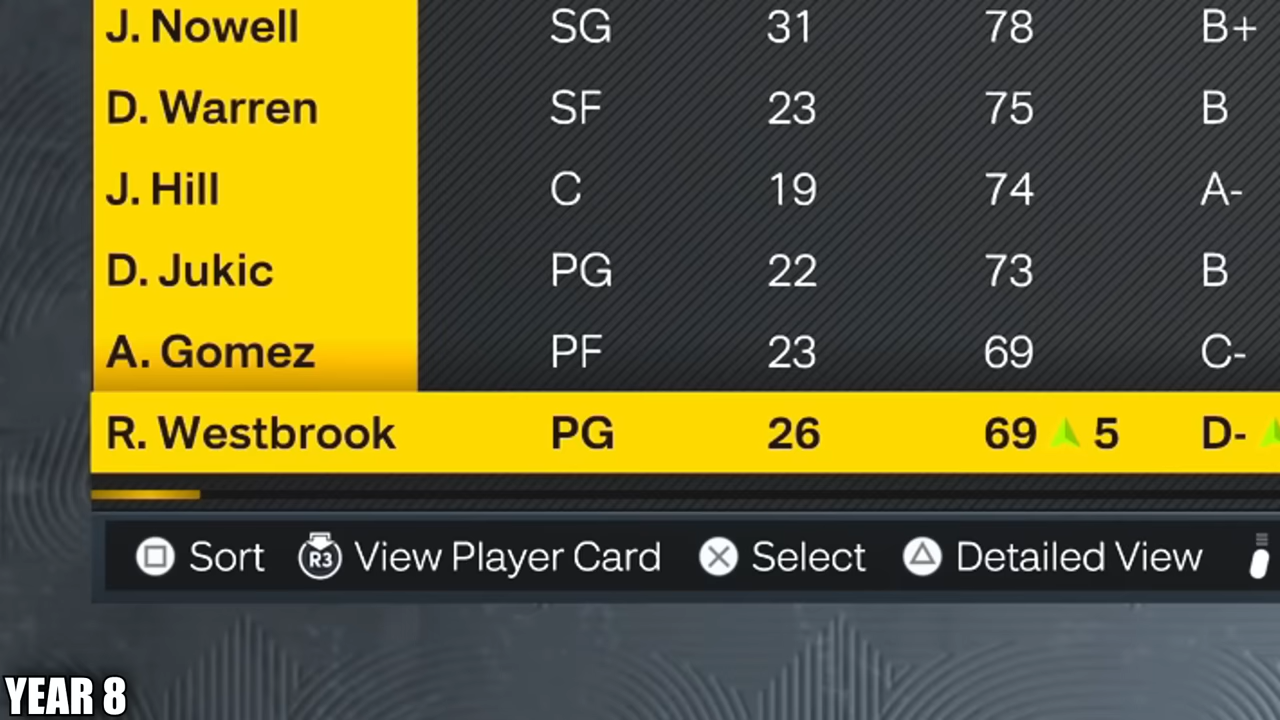 J. Nowell SG 31 78 B+
D. Warren SF 23 75 B
J. Hill C 19 74 A-
D. Jukic PG 22 73 B
A. Gomez PF 23 69 C-
R. Westbrook PG 26 69 5 D-
Sort R3 View Player Card Select Detailed View
YEAR 8